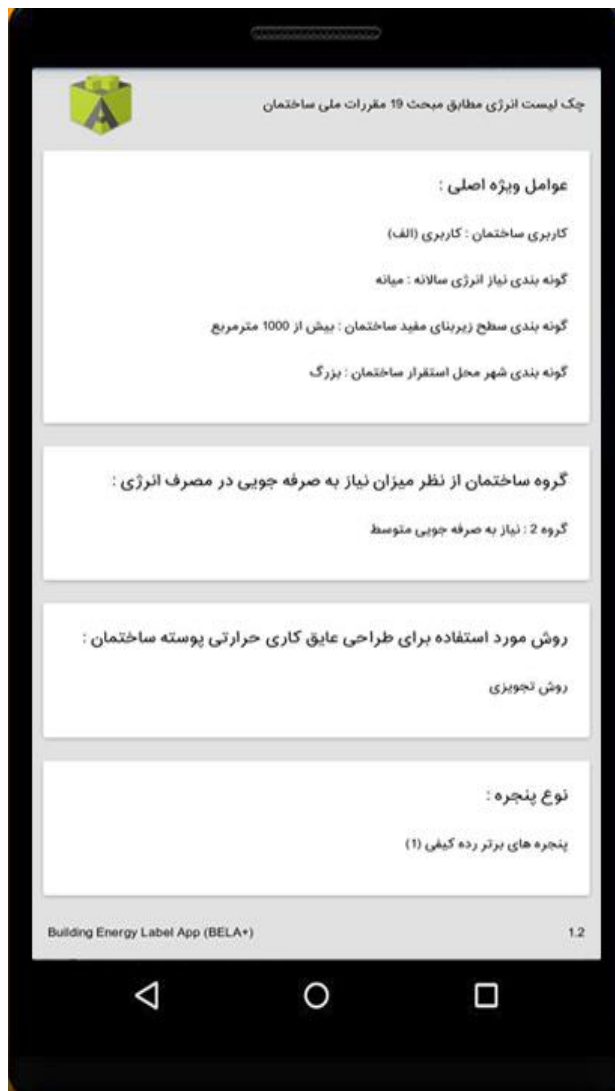 چک لیست انرژی مطابق مبحث 19 مقررات ملی ساختمان
عوامل ویژه اصلی :
کاربری ساختمان : کاربری (الف)
گونه بندی نیاز انرژی سالانه : میانه
گونه بندی سطح زیربنای مفید ساختمان : بیش از 1000 مترمربع
گونه بندی شهر محل استقرار ساختمان : بزرگ
گروه ساختمان از نظر میزان نیاز به صرفه جویی در مصرف انرژی :
گروه 2 : نیاز به صرفه جویی متوسط
روش مورد استفاده برای طراحی عایق کاری حرارتی پوسته ساختمان :
روش تجویزی
نوع پنجره :
پنجره های برتر رده کیفی (1)
Building Energy Label App (BELA+) 1.2